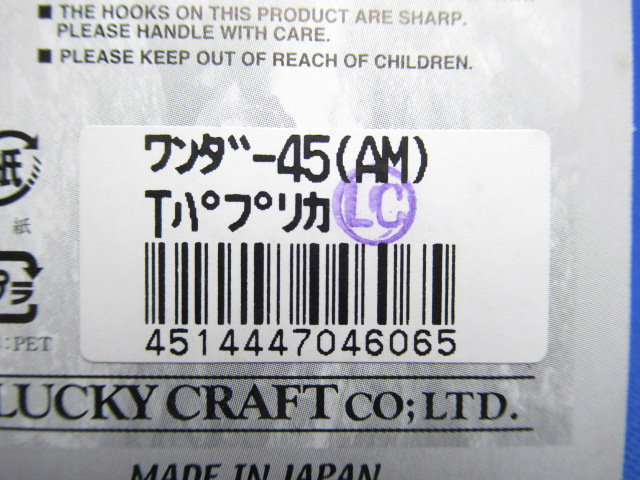 ■ THE HOOKS ON THIS PRODUCT ARE SHARP.
PLEASE HANDLE WITH CARE.
■ PLEASE KEEP OUT OF REACH OF CHILDREN.
紙
紙
プラ
:PET
ﾜﾝﾀﾞｰ45(AM)
Tﾊﾟﾌﾟﾘｶ
LC
4514447046065
LUCKY CRAFT CO;LTD.
MADE IN JAPAN